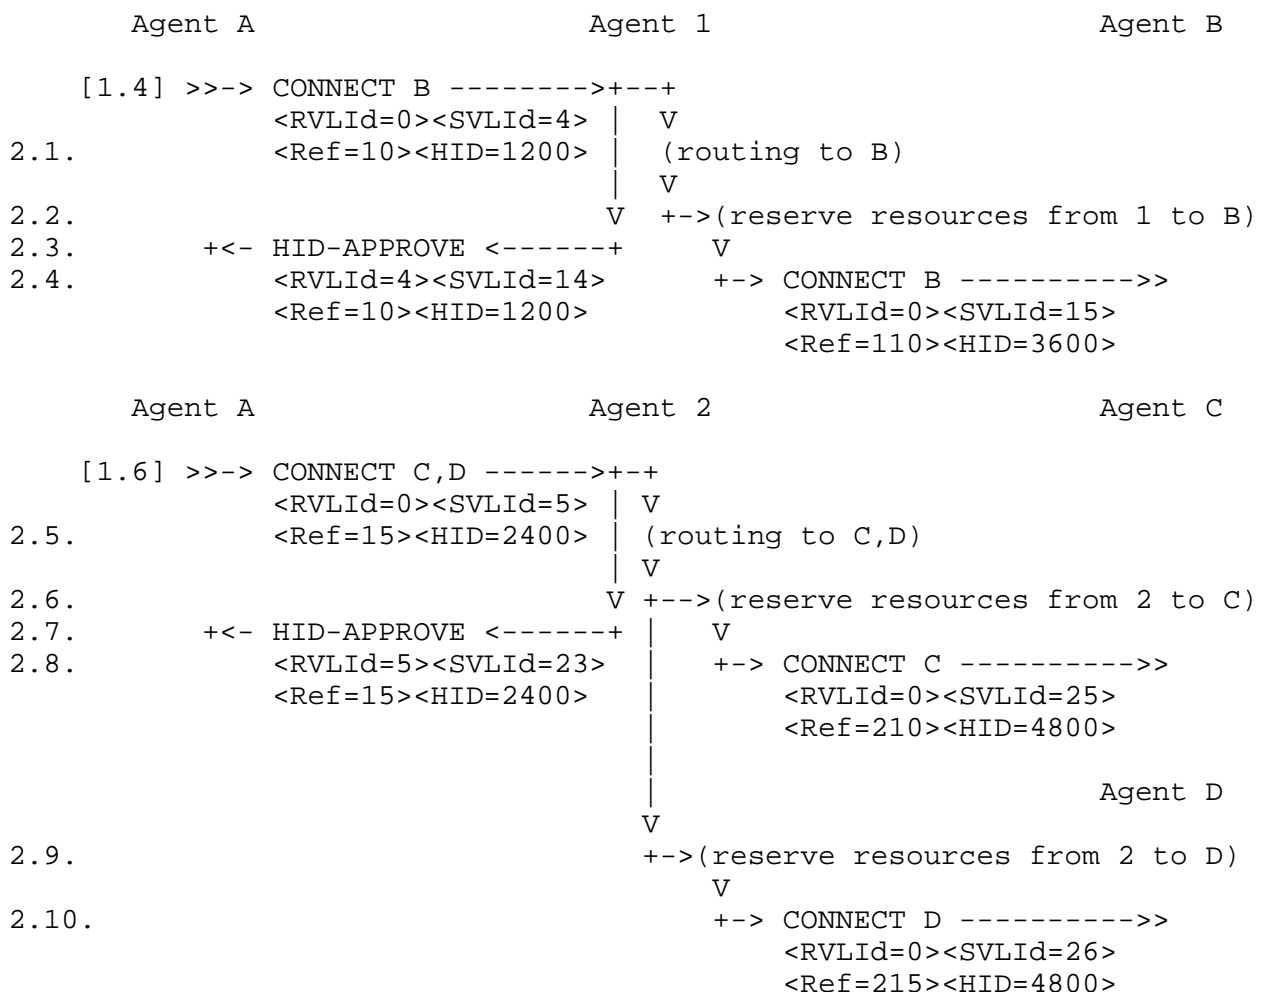 Agent A                    Agent 1                       Agent B

    [1.4] >>-> CONNECT B -------->+--+
               <RVLId=0><SVLId=4> |  V
2.1.           <Ref=10><HID=1200> |  (routing to B)
                                  |  V
2.2.                              V  +->(reserve resources from 1 to B)
2.3.       +<- HID-APPROVE <------+     V
2.4.           <RVLId=4><SVLId=14>      +-> CONNECT B ---------->>
               <Ref=10><HID=1200>           <RVLId=0><SVLId=15>
                                            <Ref=110><HID=3600>

       Agent A                    Agent 2                       Agent C

    [1.6] >>-> CONNECT C,D ------>+-+
               <RVLId=0><SVLId=5> | V
2.5.           <Ref=15><HID=2400> | (routing to C,D)
                                  | V
2.6.                              V +-->(reserve resources from 2 to C)
2.7.       +<- HID-APPROVE <------+ |   V
2.8.           <RVLId=5><SVLId=23>  |   +-> CONNECT C ---------->>
               <Ref=15><HID=2400>   |       <RVLId=0><SVLId=25>
                                    |       <Ref=210><HID=4800>
                                    |
                                    |                           Agent D
                                    V
2.9.                                +->(reserve resources from 2 to D)
                                        V
2.10.                                   +-> CONNECT D ---------->>
                                            <RVLId=0><SVLId=26>
                                            <Ref=215><HID=4800>